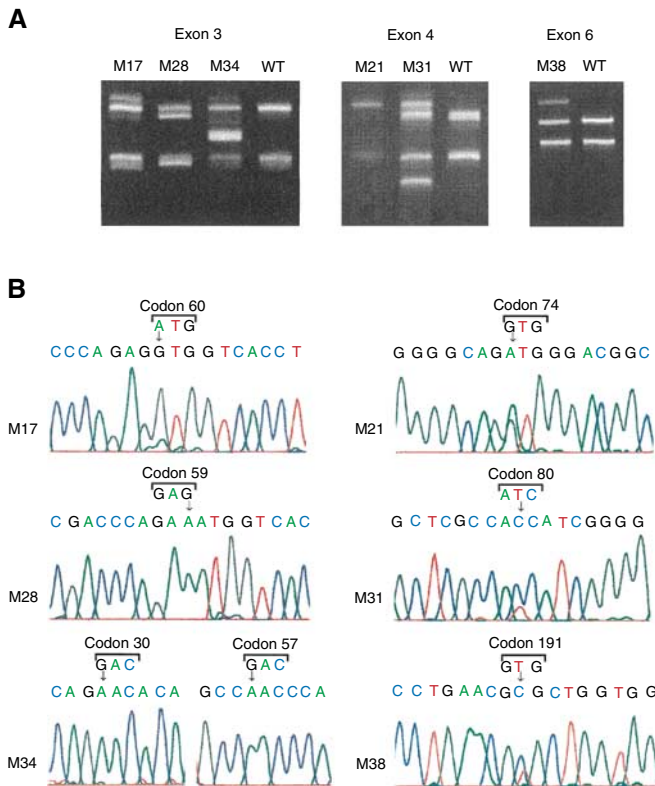 A
Exon 3 Exon 4 Exon 6
M17 M28 M34 WT M21 M31 WT M38 WT
B
Codon 60 Codon 74
ATG GTG
CCCAGAGGTGGTCACCT GGGGCAGATGGGACGGC
M17 M21
Codon 59 Codon 80
GAG ATC
CGACCCAGAAATGGTCAC GCTCGCCACCATCGGGG
M28 M31
Codon 30 Codon 57 Codon 191
GAC GAC GTG
CAGAACACA GCCAACCCA CCTGAACGCGCTGGTGG
M34 M38